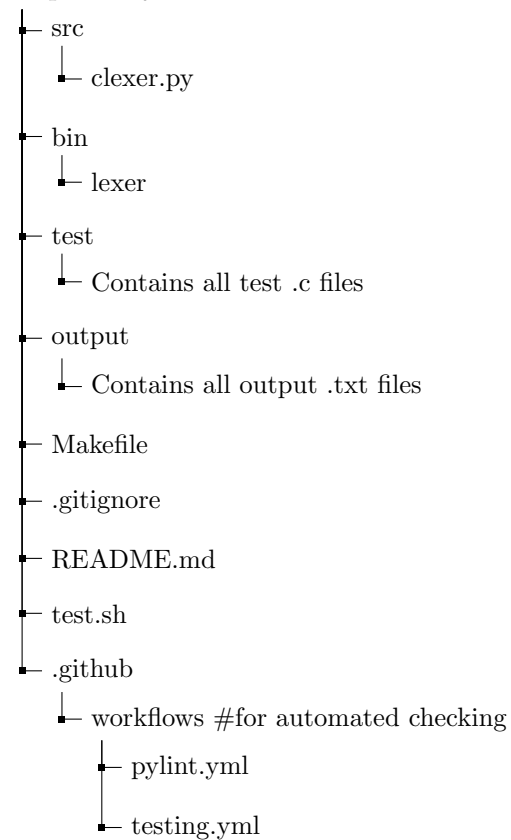 src
clexer.py
bin
lexer
test
Contains all test .c files
output
Contains all output .txt files
Makefile
.gitignore
README.md
test.sh
.github
workflows #for automated checking
pylint.yml
testing.yml